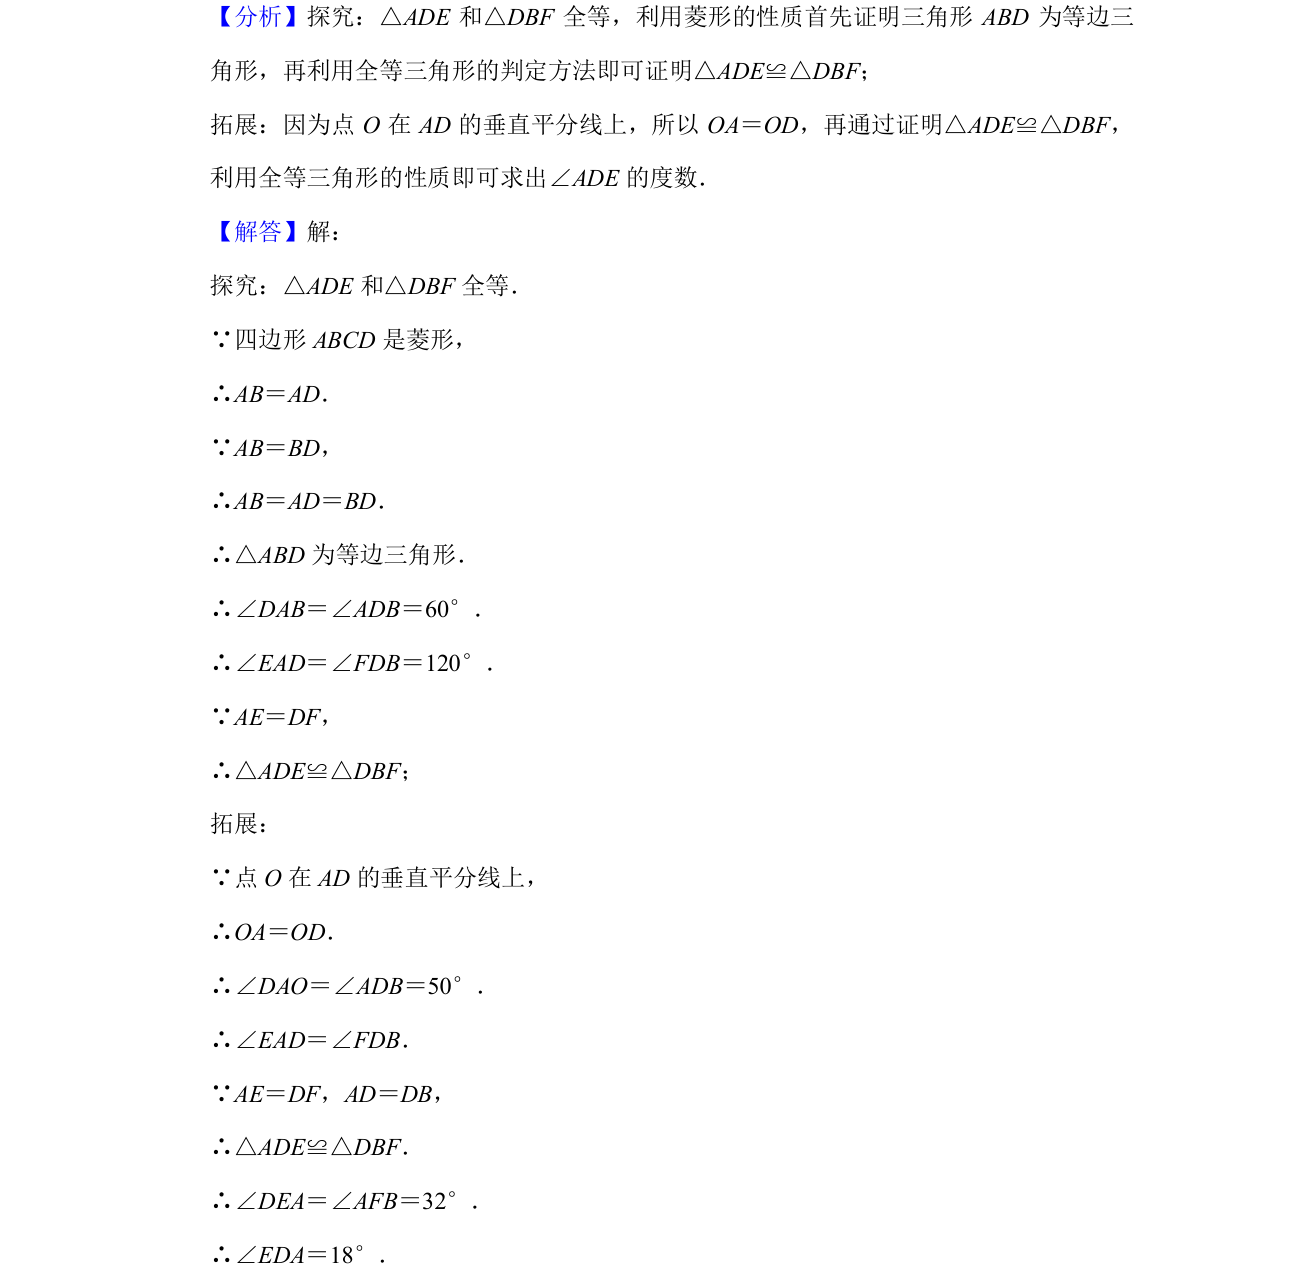 【分析】探究：△ADE 和△DBF 全等，利用菱形的性质首先证明三角形 ABD 为等边三
角形，再利用全等三角形的判定方法即可证明△ADE≌△DBF；
拓展：因为点 O 在 AD 的垂直平分线上，所以 OA＝OD，再通过证明△ADE≌△DBF，
利用全等三角形的性质即可求出∠ADE 的度数．
【解答】解：
探究：△ADE 和△DBF 全等．
∵四边形 ABCD 是菱形，
∴AB＝AD．
∵AB＝BD，
∴AB＝AD＝BD．
∴△ABD 为等边三角形．
∴∠DAB＝∠ADB＝60°．
∴∠EAD＝∠FDB＝120°．
∵AE＝DF，
∴△ADE≌△DBF；
拓展：
∵点 O 在 AD 的垂直平分线上，
∴OA＝OD．
∴∠DAO＝∠ADB＝50°．
∴∠EAD＝∠FDB．
∵AE＝DF，AD＝DB，
∴△ADE≌△DBF．
∴∠DEA＝∠AFB＝32°．
∴∠EDA＝18°．